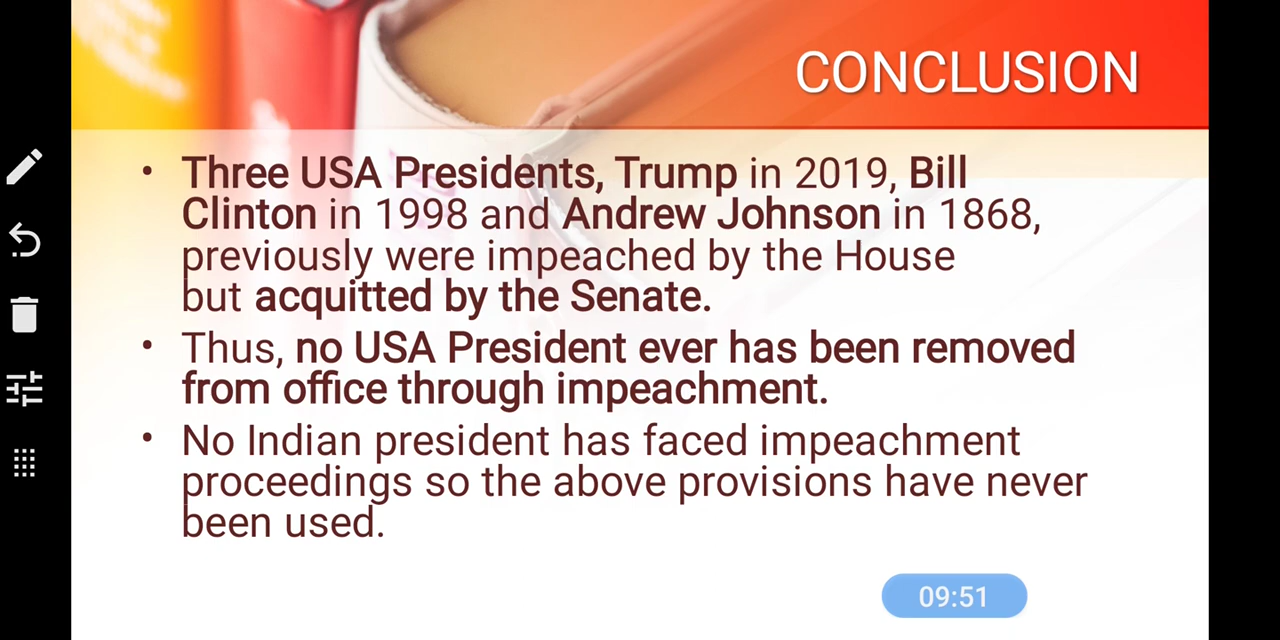 CONCLUSION
• Three USA Presidents, Trump in 2019, Bill
Clinton in 1998 and Andrew Johnson in 1868,
previously were impeached by the House
but acquitted by the Senate.
• Thus, no USA President ever has been removed
from office through impeachment.
• No Indian president has faced impeachment
proceedings so the above provisions have never
been used.
09:51